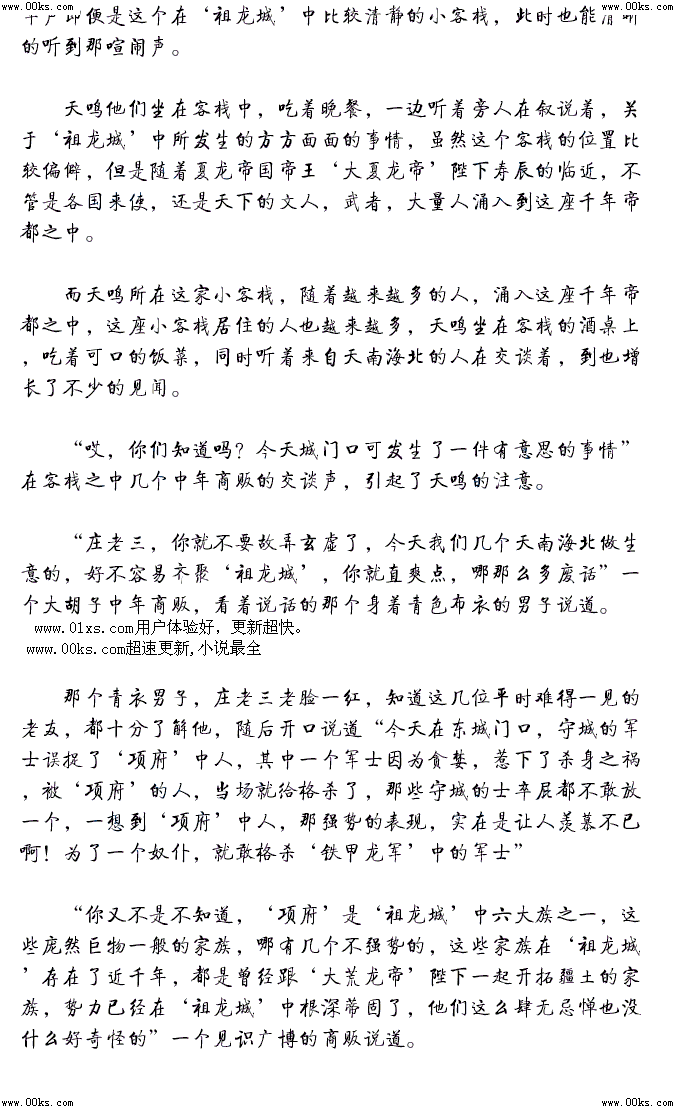 www.00ks.com www.00ks.com
便是这个在‘祖龙城’中比较清静的小客栈，此时也能清晰
的听到那喧闹声。
天鸣他们坐在客栈中，吃着晚餐，一边听着旁人在叙说着，关
于‘祖龙城’中所发生的方方面面的事情，虽然这个客栈的位置比
较偏僻，但是随着夏龙帝国帝王‘大夏龙帝’陛下寿辰的临近，不
管是各国来使，还是天下的文人，武者，大量人涌入到这座千年帝
都之中。
而天鸣所在这家小客栈，随着越来越多的人，涌入这座千年帝
都之中，这座小客栈居住的人也越来越多，天鸣坐在客栈的酒桌上
，吃着可口的饭菜，同时听着来自天南海北的人在交谈着，到也增
长了不少的见闻。
“哎，你们知道吗？今天城门口可发生了一件有意思的事情”
在客栈之中几个中年商贩的交谈声，引起了天鸣的注意。
“庄老三，你就不要故弄玄虚了，今天我们几个天南海北做生
意的，好不容易齐聚‘祖龙城’，你就直爽点，哪那么多废话”一
个大胡子中年商贩，看着说话的那个身着青色布衣的男子说道。
www.01xs.com用户体验好，更新超快。
www.00ks.com超速更新,小说最全
那个青衣男子，庄老三老脸一红，知道这几位平时难得一见的
老友，都十分了解他，随后开口说道“今天在东城门口，守城的军
士误捉了‘项府’中人，其中一个军士因为贪婪，惹下了杀身之祸
，被‘项府’的人，当场就给格杀了，那些守城的士卒屁都不敢放
一个，一想到‘项府’中人，那强势的表现，实在是让人羡慕不已
啊！为了一个奴仆，就敢格杀‘铁甲龙军’中的军士”
“你又不是不知道，‘项府’是‘祖龙城’中六大族之一，这
些庞然巨物一般的家族，哪有几个不强势的，这些家族在‘祖龙城
’存在了近千年，都是曾经跟‘大荒龙帝’陛下一起开拓疆土的家
族，势力已经在‘祖龙城’中根深蒂固了，他们这么肆无忌惮也没
什么好奇怪的”一个见识广博的商贩说道。
www.00ks.com www.00ks.com